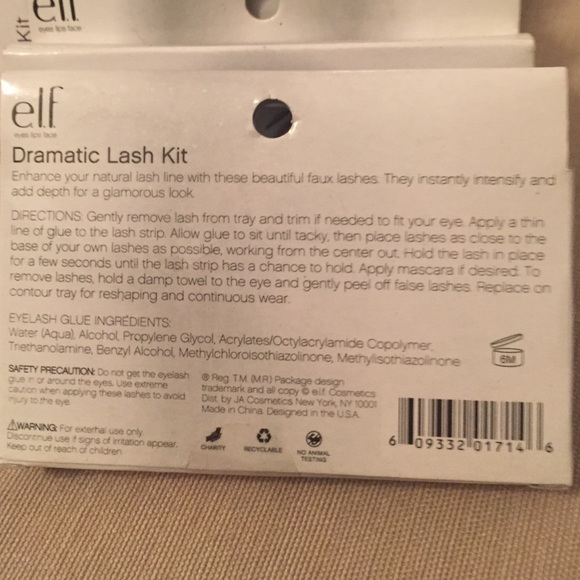 Kit
elf
eyes lips face
elf
eyes lips face
Dramatic Lash Kit
Enhance your natural lash line with these beautiful faux lashes. They instantly intensify and
add depth for a glamorous look.
DIRECTIONS: Gently remove lash from tray and trim if needed to fit your eye. Apply a thin
line of glue to the lash strip. Allow glue to sit until tacky, then place lashes as close to the
base of your own lashes as possible, working from the center out. Hold the lash in place
for a few seconds until the lash strip has a chance to hold. Apply mascara if desired. To
remove lashes, hold a damp towel to the eye and gently peel off false lashes. Replace on
contour tray for reshaping and continuous wear.
EYELASH GLUE INGREDIENTS:
Water (Aqua), Alcohol, Propylene Glycol, Acrylates/Octylacrylamide Copolymer,
Triethanolamine, Benzyl Alcohol, Methylchloroisothiazolinone, Methylisothiazolinone
6M
SAFETY PRECAUTION: Do not get the eyelash
glue in or around the eyes. Use extreme
caution when applying these lashes to avoid
injury to the eye.
⚠WARNING: For external use only.
Discontinue use if signs of irritation appear.
Keep out of reach of children.
® Reg. T.M. (M.R.) Package design
trademark and all copy © e.l.f. Cosmetics
Dist. by JA Cosmetics New York, NY 10001
Made in China. Designed in the U.S.A.
CHARITY
RECYCLABLE
NO ANIMAL
TESTING
6 09332 01714 6